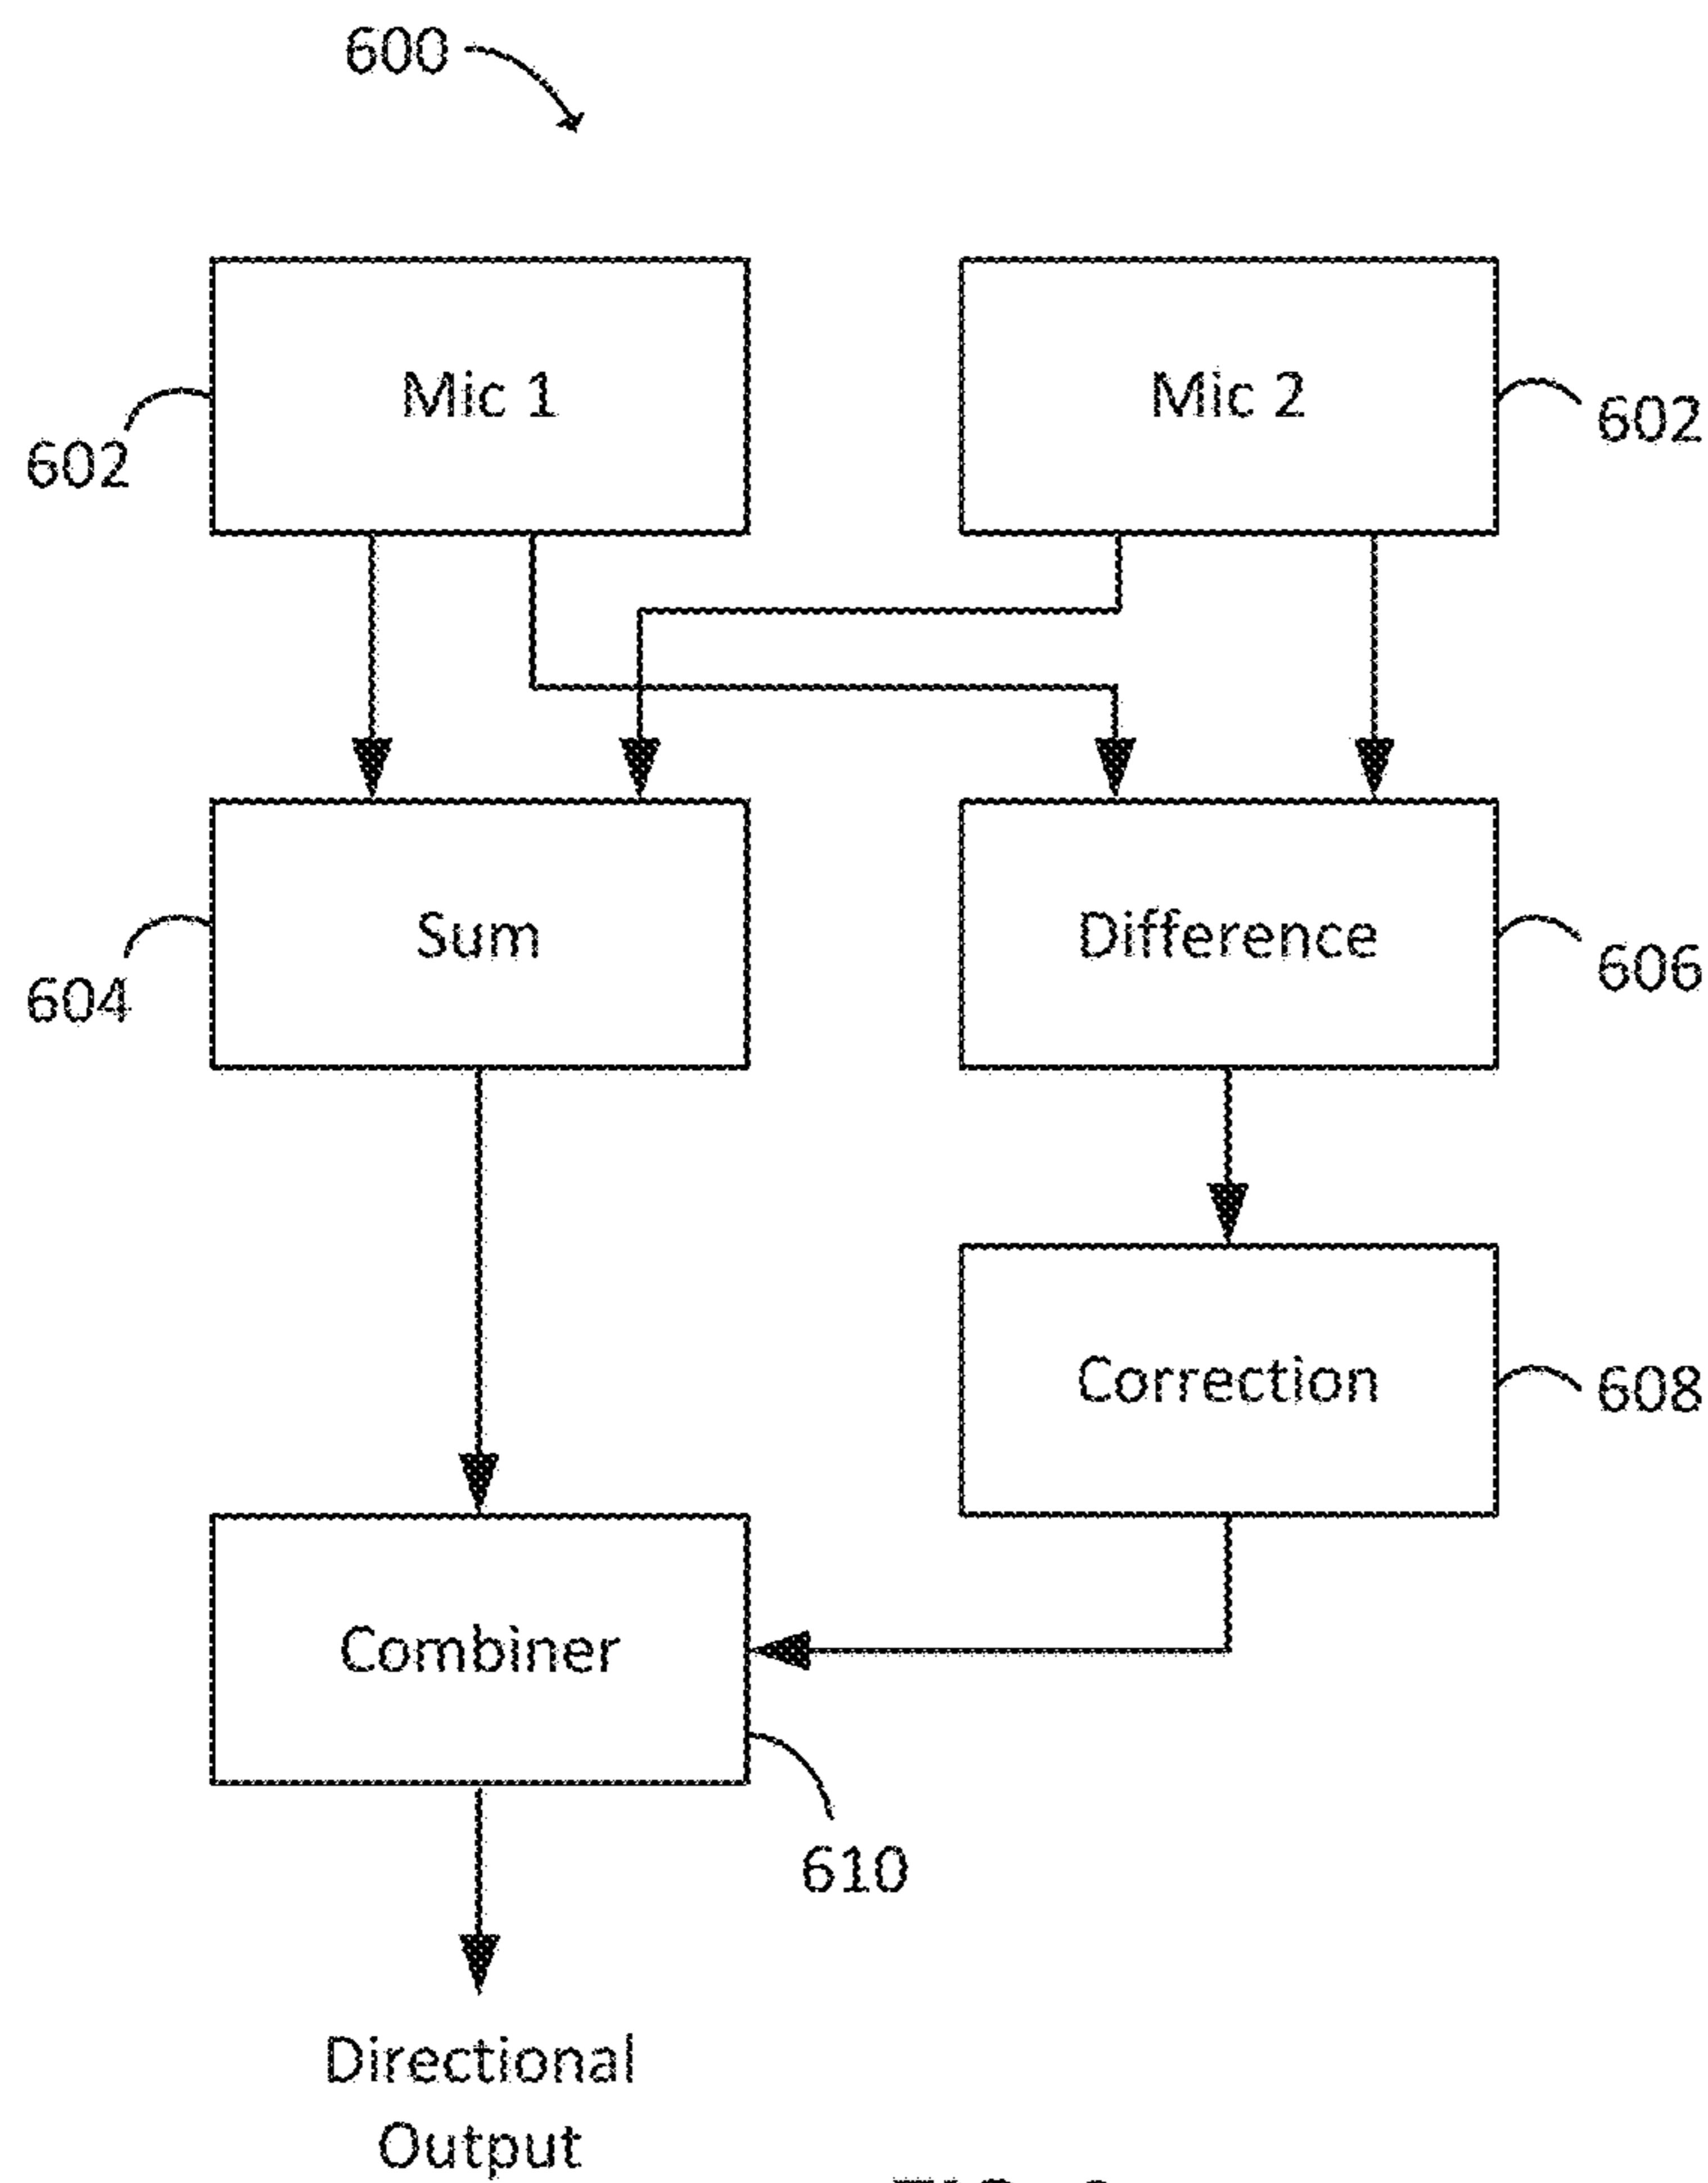 600
Mic 1
Mic 2
602
602
Sum
Difference
604
606
Correction
608
Combiner
610
Directional
Output